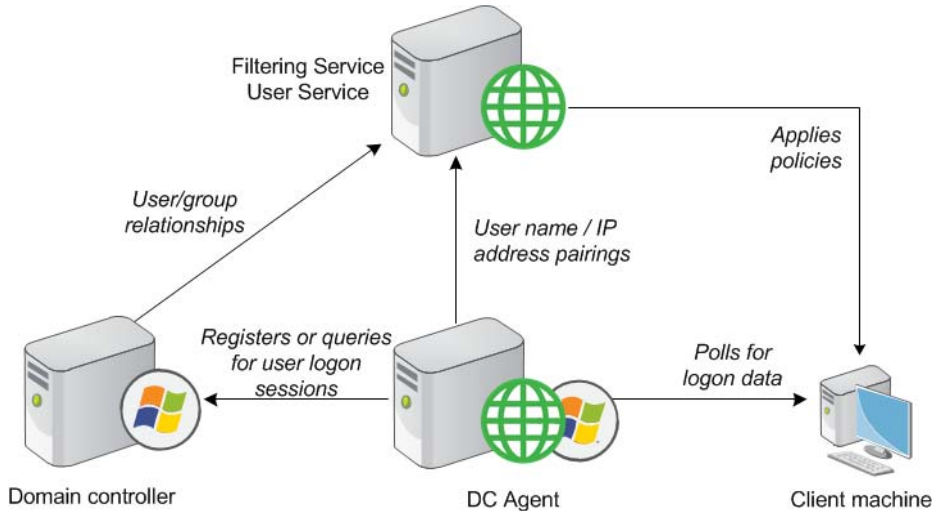 Filtering Service
User Service
Applies
policies
User/group
relationships
User name / IP
address pairings
Registers or queries
for user logon
sessions
Polls for
logon data
Domain controller
DC Agent
Client machine